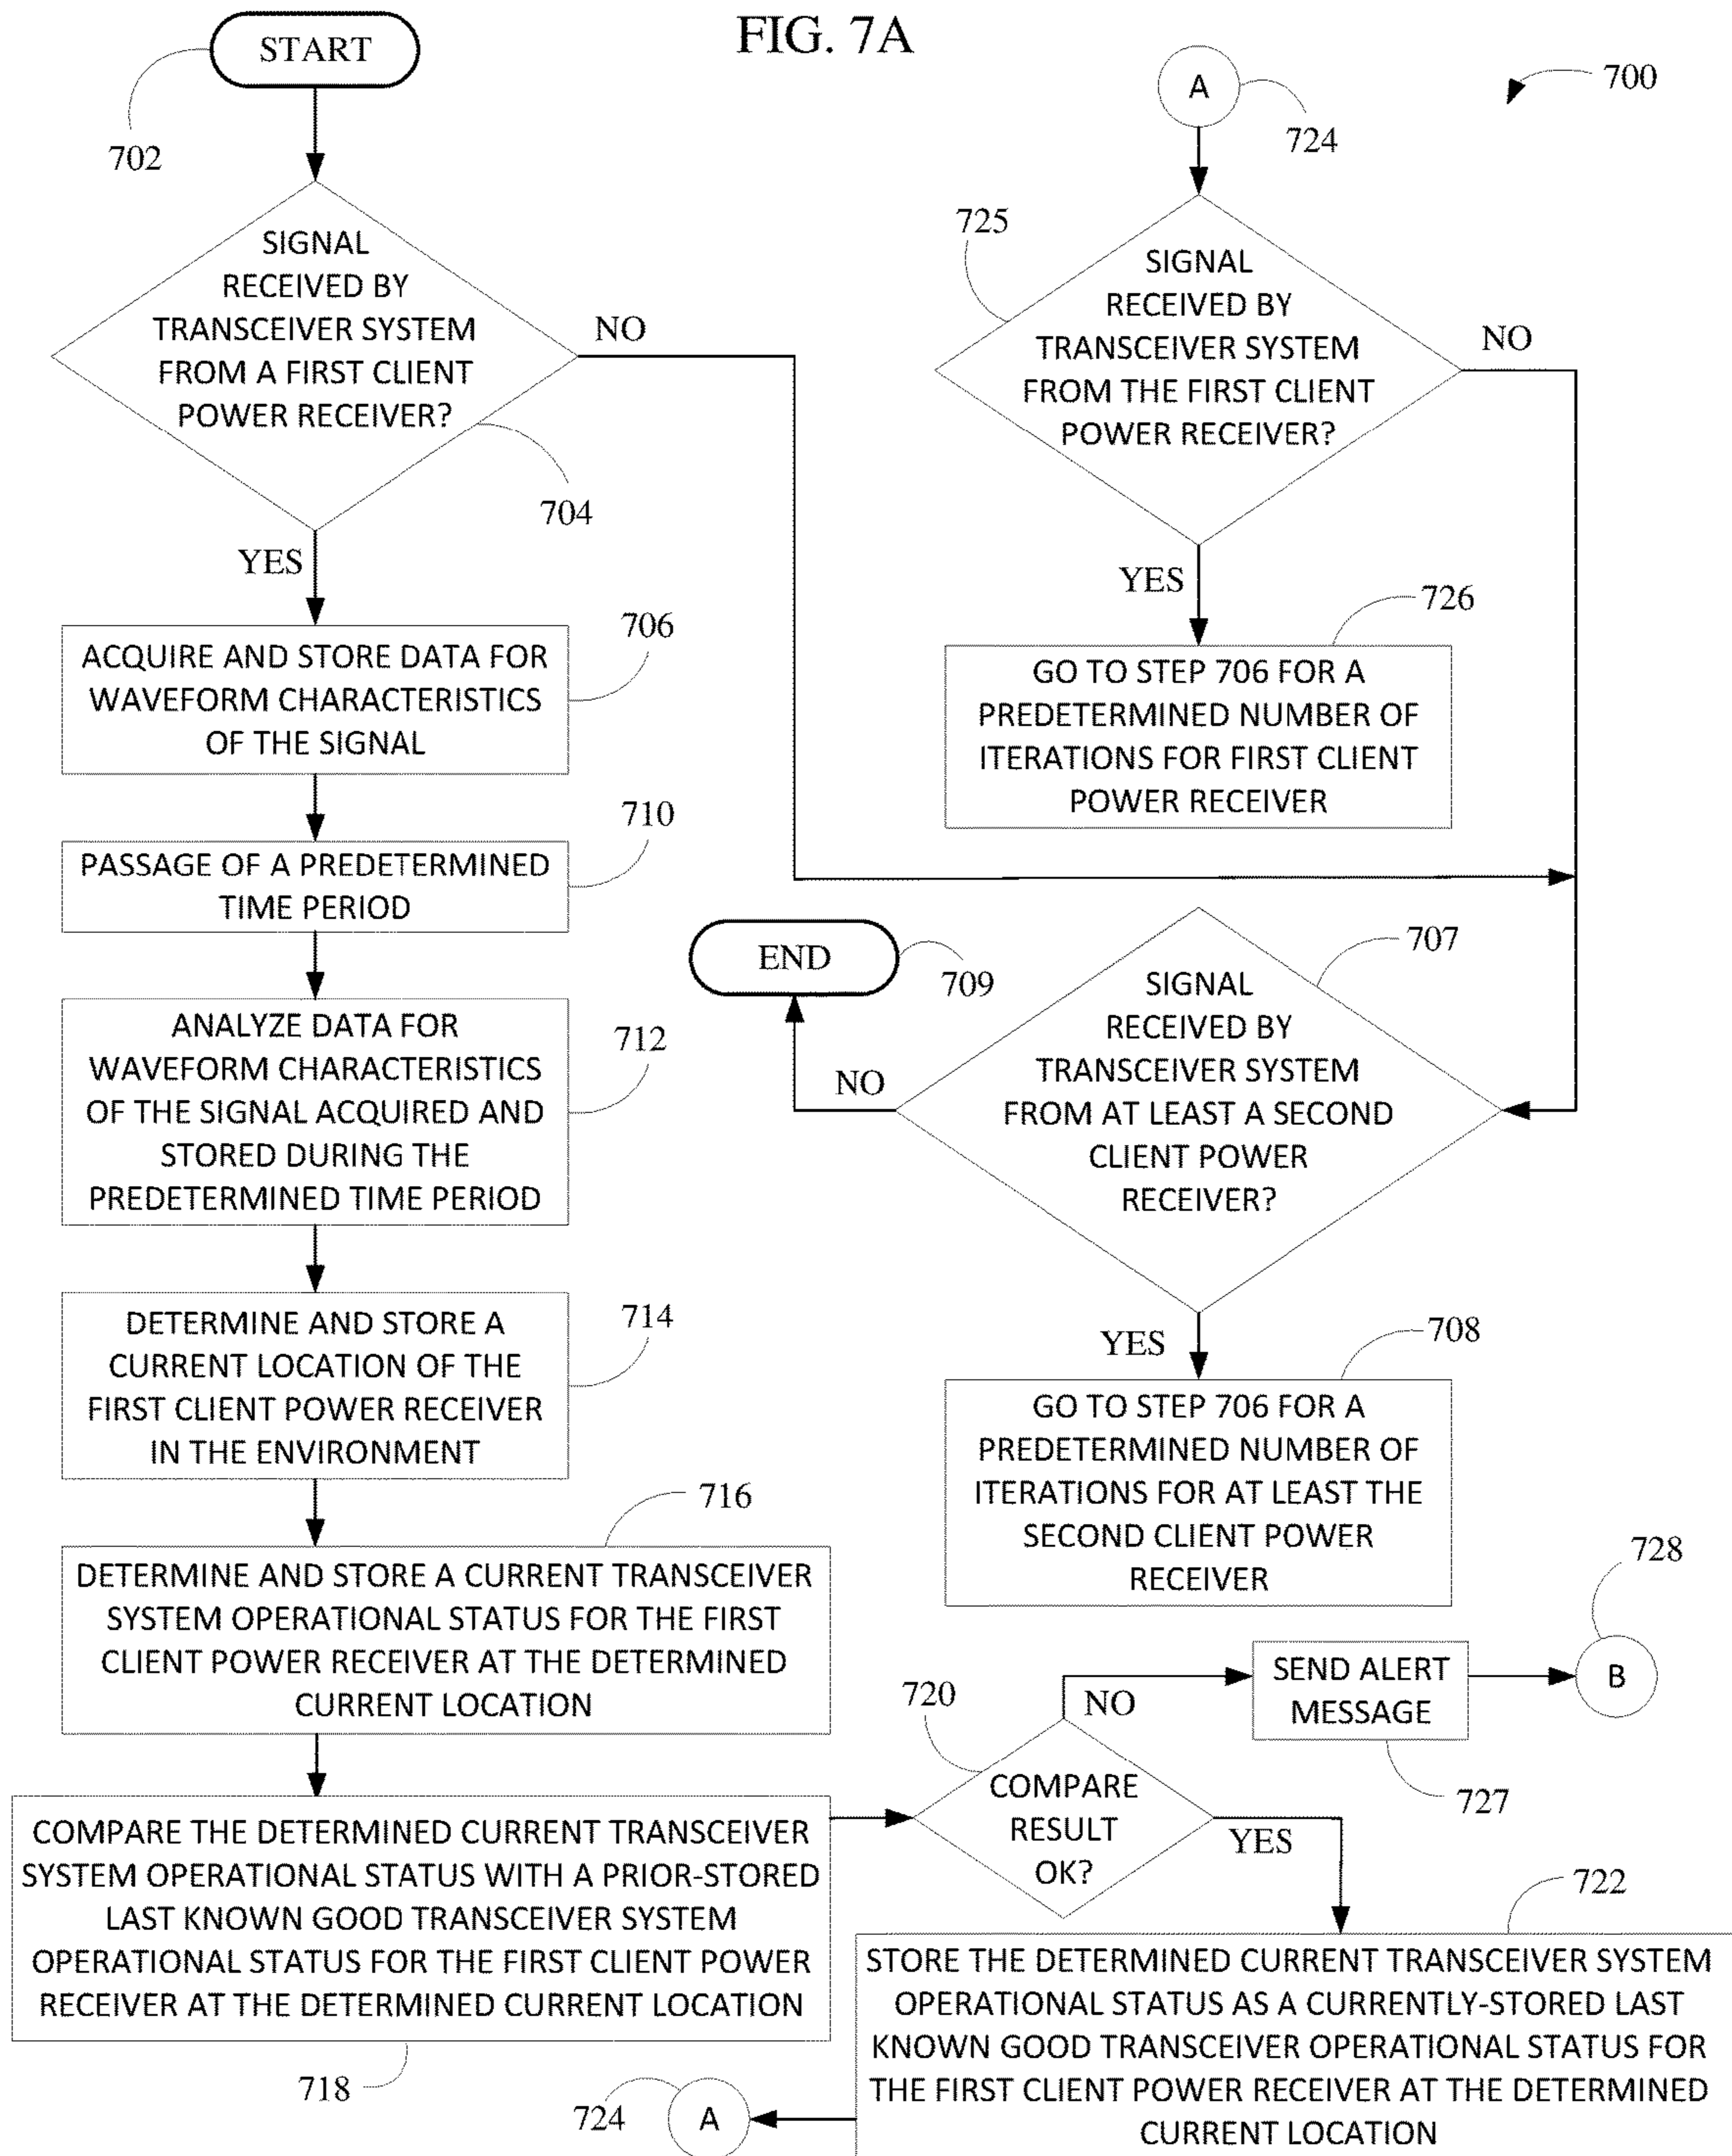 FIG. 7A
START
702
SIGNAL
RECEIVED BY
TRANSCEIVER SYSTEM
FROM A FIRST CLIENT
POWER RECEIVER?
704
NO
YES
ACQUIRE AND STORE DATA FOR
WAVEFORM CHARACTERISTICS
OF THE SIGNAL
706
PASSAGE OF A PREDETERMINED
TIME PERIOD
710
ANALYZE DATA FOR
WAVEFORM CHARACTERISTICS
OF THE SIGNAL ACQUIRED AND
STORED DURING THE
PREDETERMINED TIME PERIOD
712
DETERMINE AND STORE A
CURRENT LOCATION OF THE
FIRST CLIENT POWER RECEIVER
IN THE ENVIRONMENT
714
716
DETERMINE AND STORE A CURRENT TRANSCEIVER
SYSTEM OPERATIONAL STATUS FOR THE FIRST
CLIENT POWER RECEIVER AT THE DETERMINED
CURRENT LOCATION
COMPARE THE DETERMINED CURRENT TRANSCEIVER
SYSTEM OPERATIONAL STATUS WITH A PRIOR-STORED
LAST KNOWN GOOD TRANSCEIVER SYSTEM
OPERATIONAL STATUS FOR THE FIRST CLIENT POWER
RECEIVER AT THE DETERMINED CURRENT LOCATION
718
700
A
724
725
SIGNAL
RECEIVED BY
TRANSCEIVER SYSTEM
FROM THE FIRST CLIENT
POWER RECEIVER?
NO
YES
726
GO TO STEP 706 FOR A
PREDETERMINED NUMBER OF
ITERATIONS FOR FIRST CLIENT
POWER RECEIVER
END
709
707
SIGNAL
RECEIVED BY
TRANSCEIVER SYSTEM
FROM AT LEAST A SECOND
CLIENT POWER
RECEIVER?
NO
YES
708
GO TO STEP 706 FOR A
PREDETERMINED NUMBER OF
ITERATIONS FOR AT LEAST THE
SECOND CLIENT POWER
RECEIVER
720
COMPARE
RESULT
OK?
NO
SEND ALERT
MESSAGE
727
728
B
YES
722
STORE THE DETERMINED CURRENT TRANSCEIVER SYSTEM
OPERATIONAL STATUS AS A CURRENTLY-STORED LAST
KNOWN GOOD TRANSCEIVER OPERATIONAL STATUS FOR
THE FIRST CLIENT POWER RECEIVER AT THE DETERMINED
CURRENT LOCATION
724
A